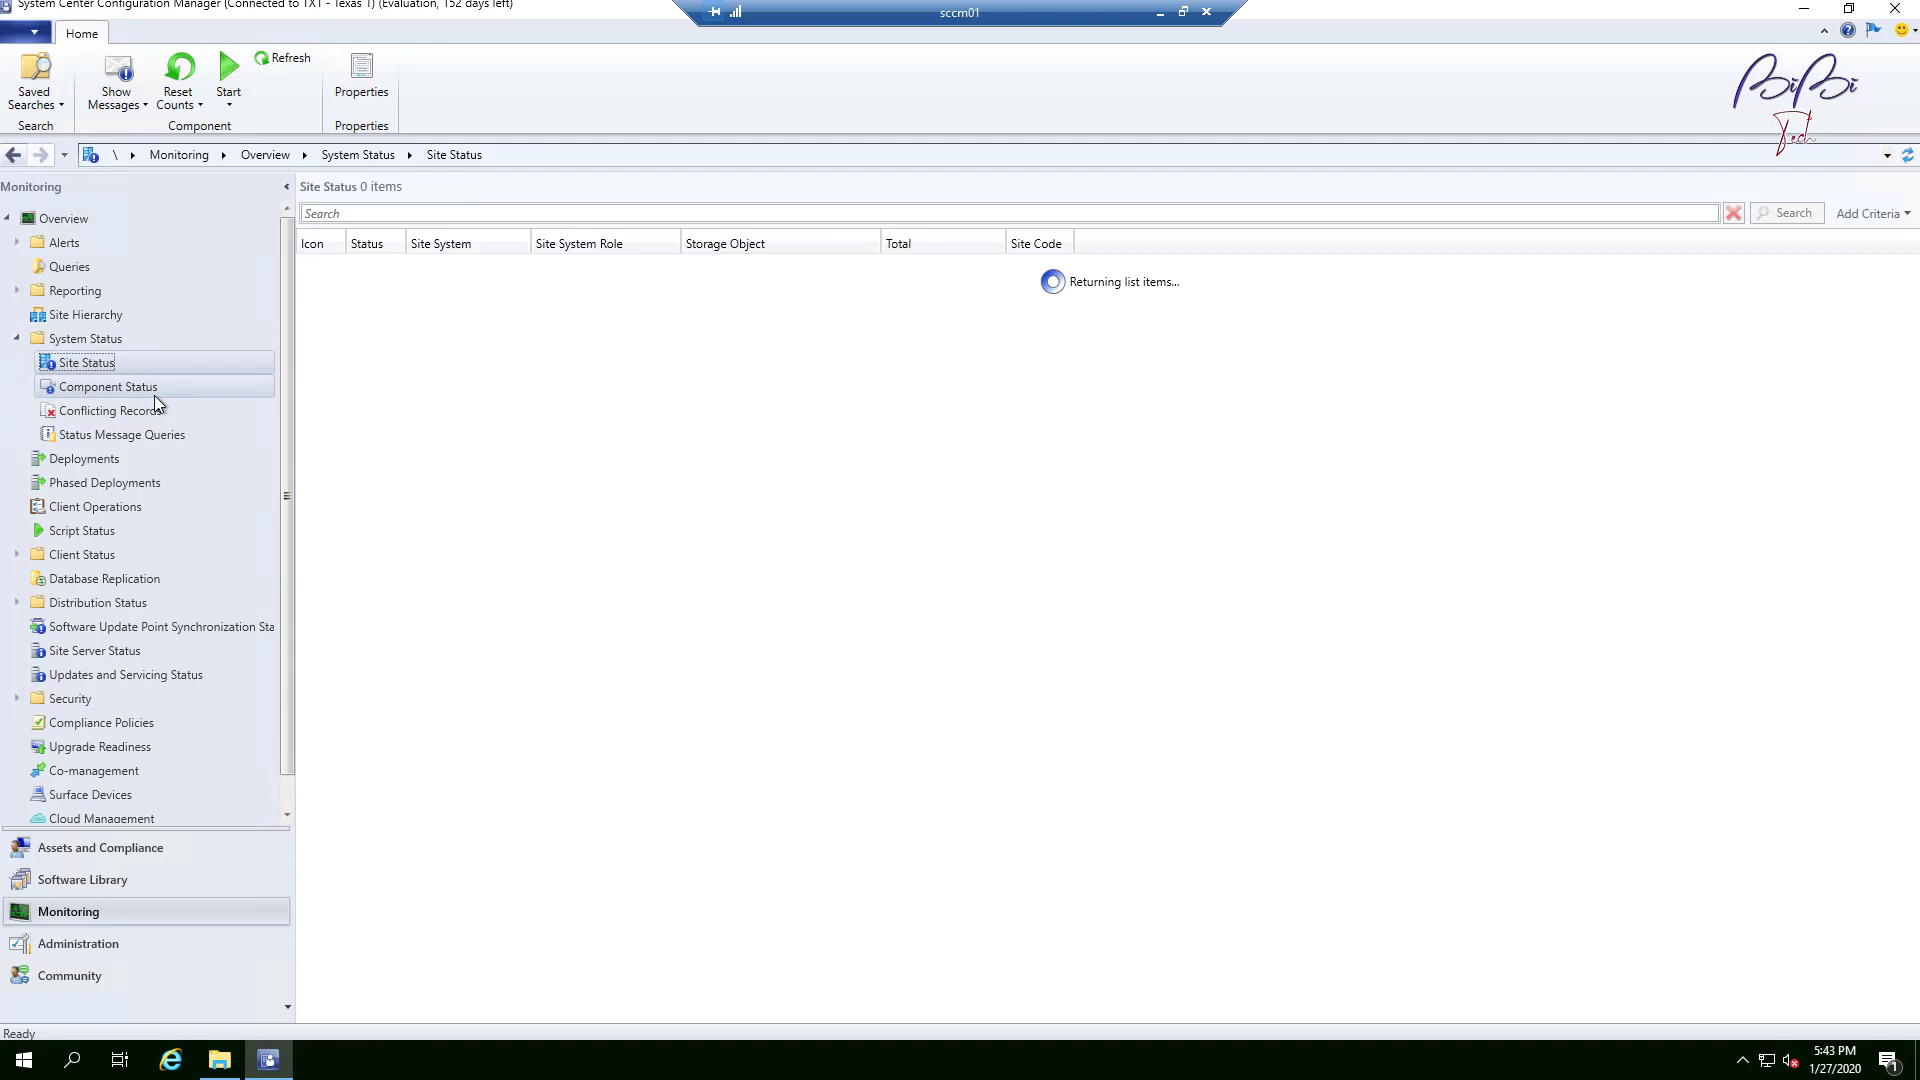 System Center Configuration Manager (Connected to TX1 - Texas 1) (Evaluation, 152 days left)
sccm01
Home
Saved Searches
Show Messages
Reset Counts
Start
Refresh
Properties
Search
Component
Properties
BiBi
Tech
\ Monitoring Overview System Status Site Status
Monitoring
Site Status 0 items
Search
Search
Add Criteria
Icon Status Site System Site System Role Storage Object Total Site Code
Returning list items...
Overview
Alerts
Queries
Reporting
Site Hierarchy
System Status
Site Status
Component Status
Conflicting Records
Status Message Queries
Deployments
Phased Deployments
Client Operations
Script Status
Client Status
Database Replication
Distribution Status
Software Update Point Synchronization Sta
Site Server Status
Updates and Servicing Status
Security
Compliance Policies
Upgrade Readiness
Co-management
Surface Devices
Cloud Management
Assets and Compliance
Software Library
Monitoring
Administration
Community
Ready
5:43 PM
1/27/2020
1